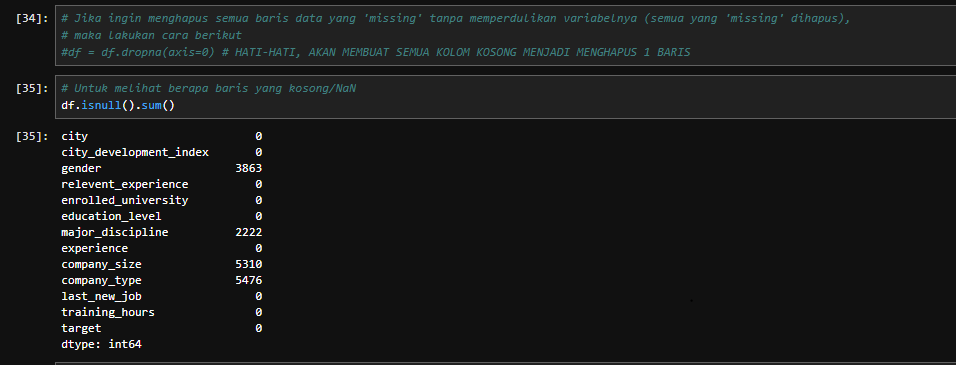 [34]: # Jika ingin menghapus semua baris data yang 'missing' tanpa memperdulikan variabelnya (semua yang 'missing' dihapus),
# maka lakukan cara berikut
#df = df.dropna(axis=0) # HATI-HATI, AKAN MEMBUAT SEMUA KOLOM KOSONG MENJADI MENGHAPUS 1 BARIS
[35]: # Untuk melihat berapa baris yang kosong/NaN
df.isnull().sum()
[35]: city 0
city_development_index 0
gender 3863
relevent_experience 0
enrolled_university 0
education_level 0
major_discipline 2222
experience 0
company_size 5310
company_type 5476
last_new_job 0
training_hours 0
target 0
dtype: int64